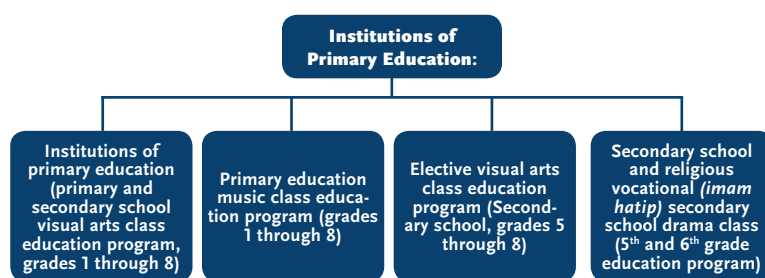 Institutions of
Primary Education:
Institutions of
primary education
(primary and
secondary school
visual arts class
education program,
grades 1 through 8)
Primary education
music class educa-
tion program (grades
1 through 8)
Elective visual arts
class education
program (Second-
ary school, grades 5
through 8)
Secondary school
and religious
vocational (imam
hatip) secondary
school drama class
(5th and 6th grade
education program)